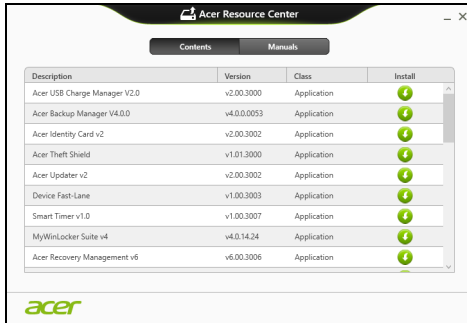 Acer Resource Center
Contents Manuals
Description Version Class Install
Acer USB Charge Manager V2.0 v2.00.3000 Application
Acer Backup Manager V4.0.0 v4.0.0.0053 Application
Acer Identity Card v2 v2.00.3002 Application
Acer Theft Shield v1.01.3000 Application
Acer Updater v2 v2.00.3002 Application
Device Fast-Lane v1.00.3003 Application
Smart Timer v1.0 v1.00.3007 Application
MyWinLocker Suite v4 v4.0.14.24 Application
Acer Recovery Management v6 v6.00.3006 Application
acer